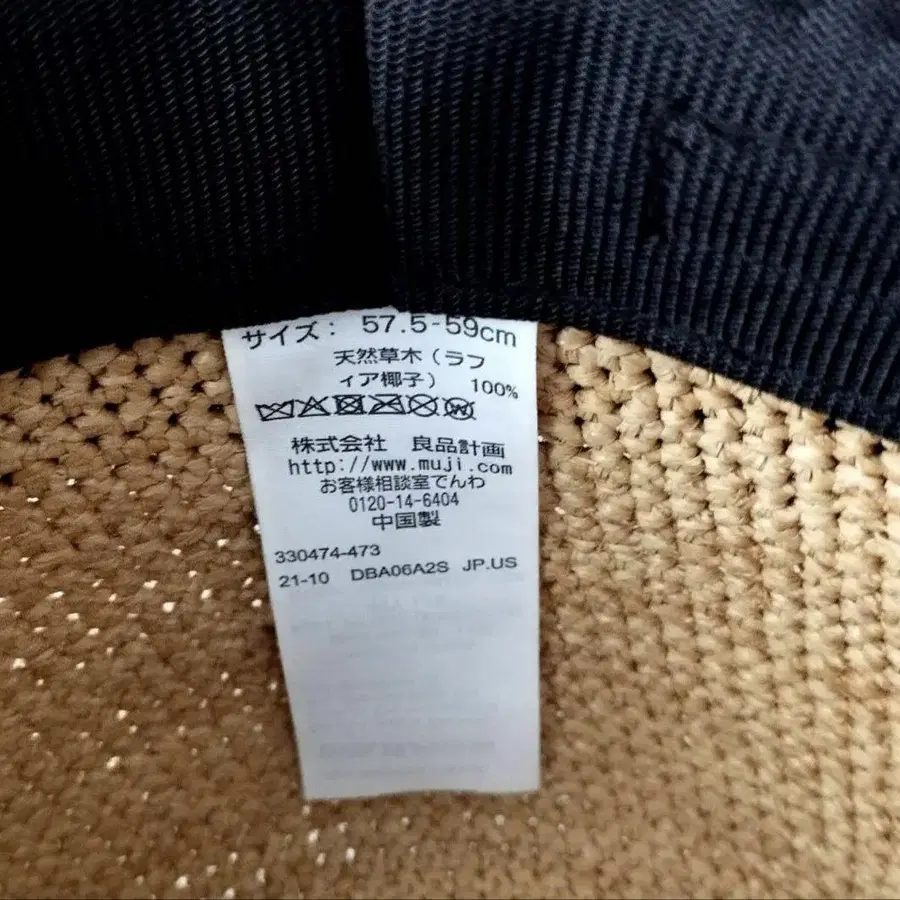 サイズ： 57.5-59cm
天然草木（ラフ
ィア椰子） 100%
株式会社 良品計画
http://www.muji.com
お客様相談室でんわ
0120-14-6404
中国製
330474-473
21-10 DBA06A2S JP.US